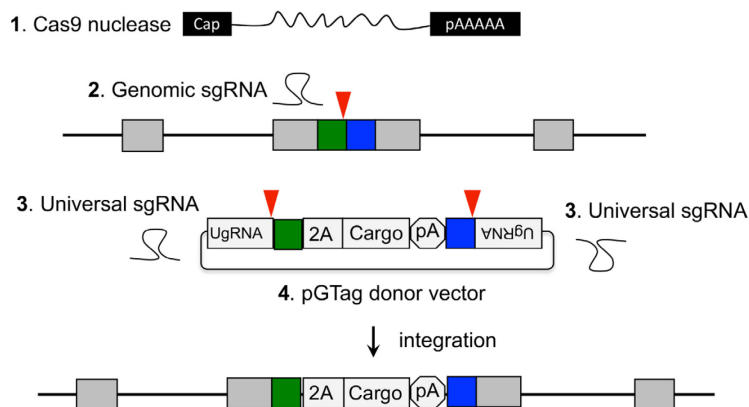 1. Cas9 nuclease Cap pAAAAA
2. Genomic sgRNA
3. Universal sgRNA
UgRNA 2A Cargo pA UgRNA
3. Universal sgRNA
4. pGTag donor vector
integration
2A Cargo pA